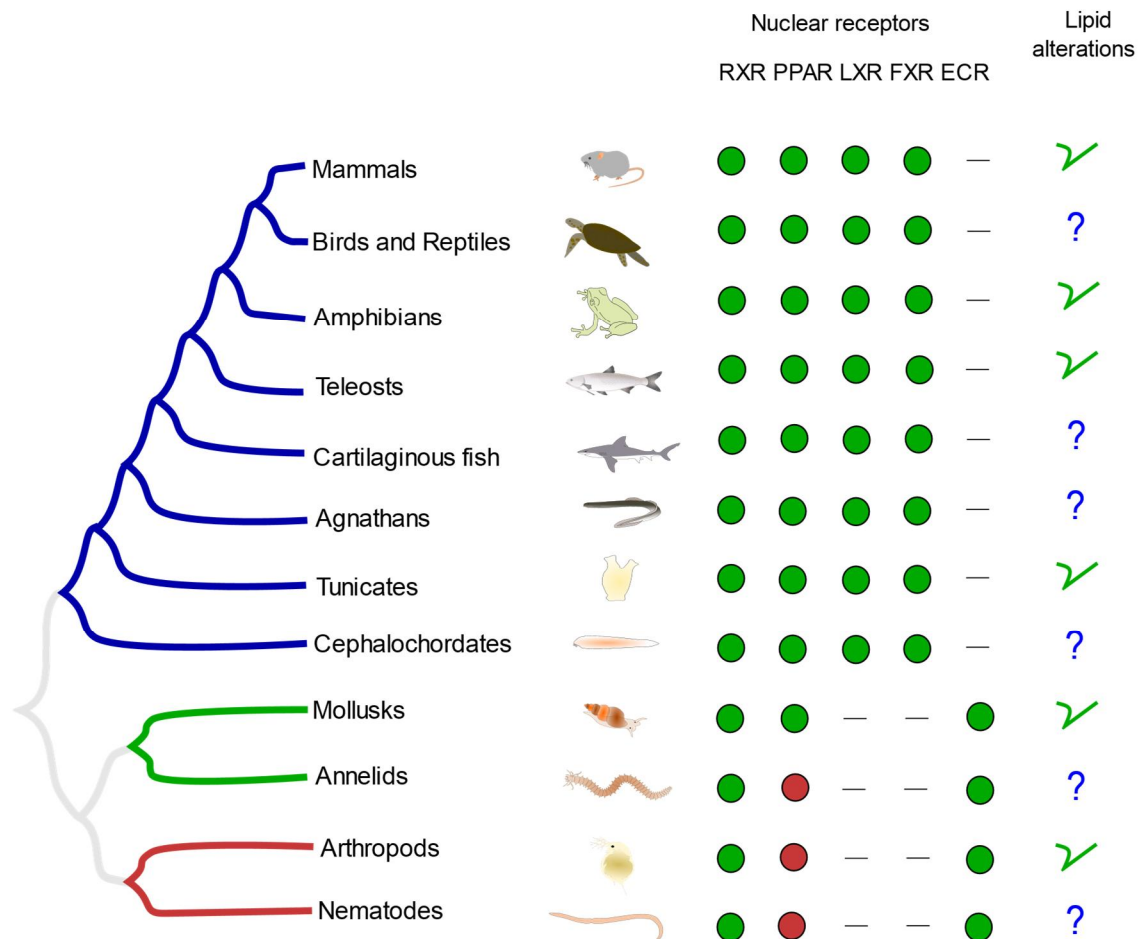 Nuclear receptors
Lipid
alterations
RXR PPAR LXR FXR ECR
Mammals
—
Birds and Reptiles
—
?
Amphibians
—
Teleosts
—
Cartilaginous fish
—
?
Agnathans
—
?
Tunicates
—
Cephalochordates
—
?
Mollusks
— —
Annelids
— —
?
Arthropods
— —
Nematodes
— —
?